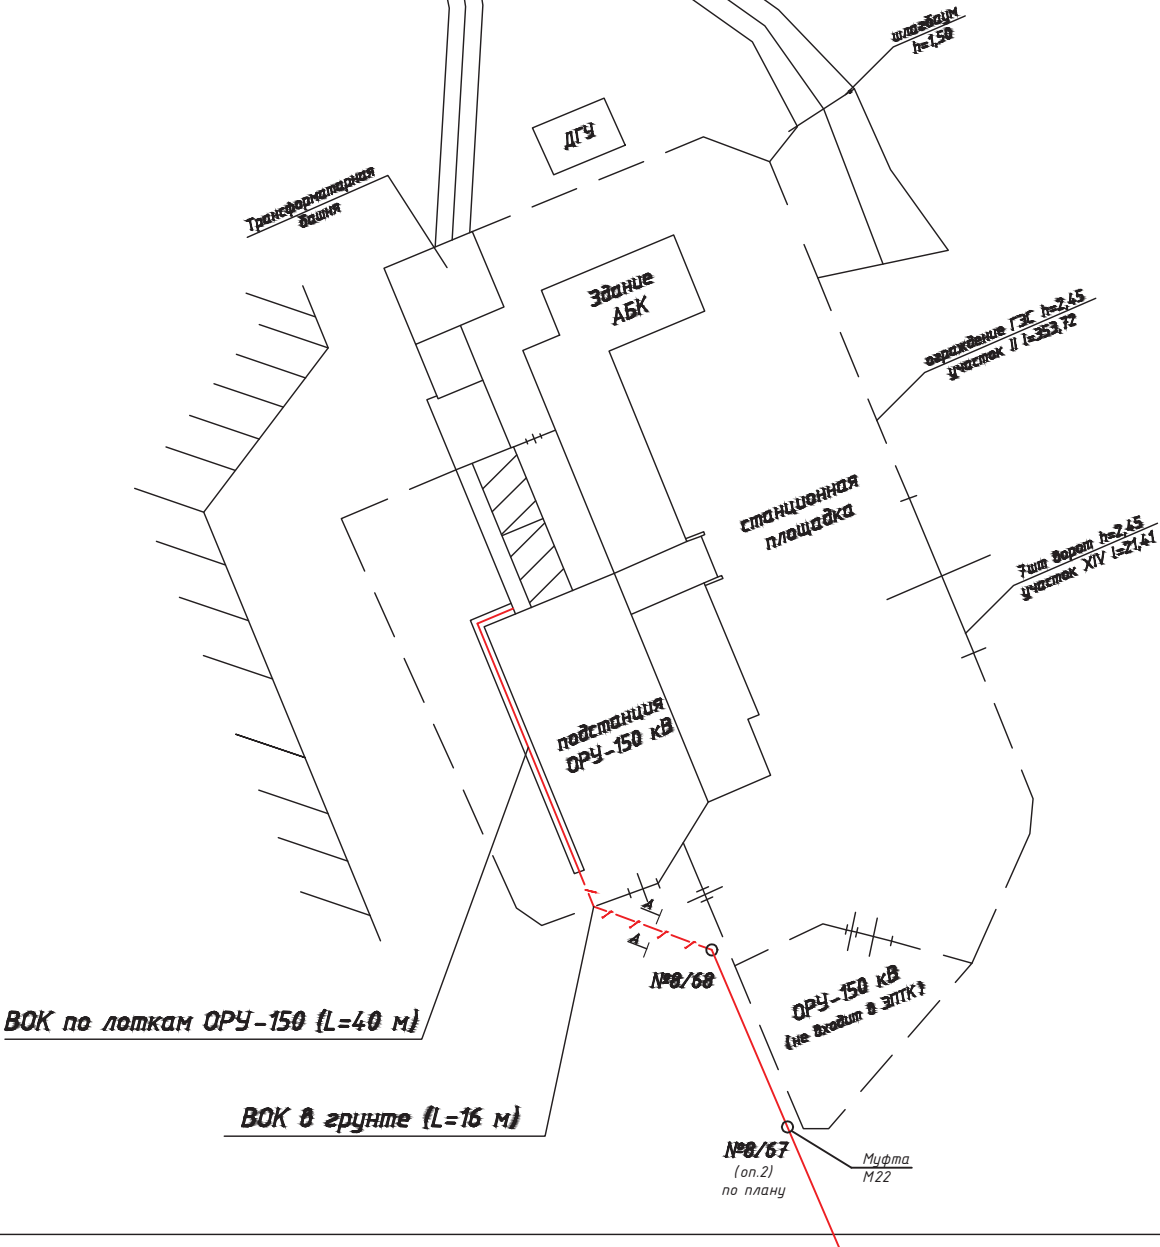 шлагбаум
h=1,50
ДГУ
Трансформаторная
башня
Здание
АБК
ограждение ГЭС h=2,45
участок II l=353,72
станционная
площадка
7шт ворот h=2,45
участок XIV l=21,41
подстанция
ОРУ-150 кВ
А
А
№8/68
ОРУ-150 кВ
(не входит в ЭПТК)
ВОК по лоткам ОРУ-150 (L=40 м)
ВОК в грунте (L=16 м)
№8/67
(оп.2)
по плану
Муфта
М22